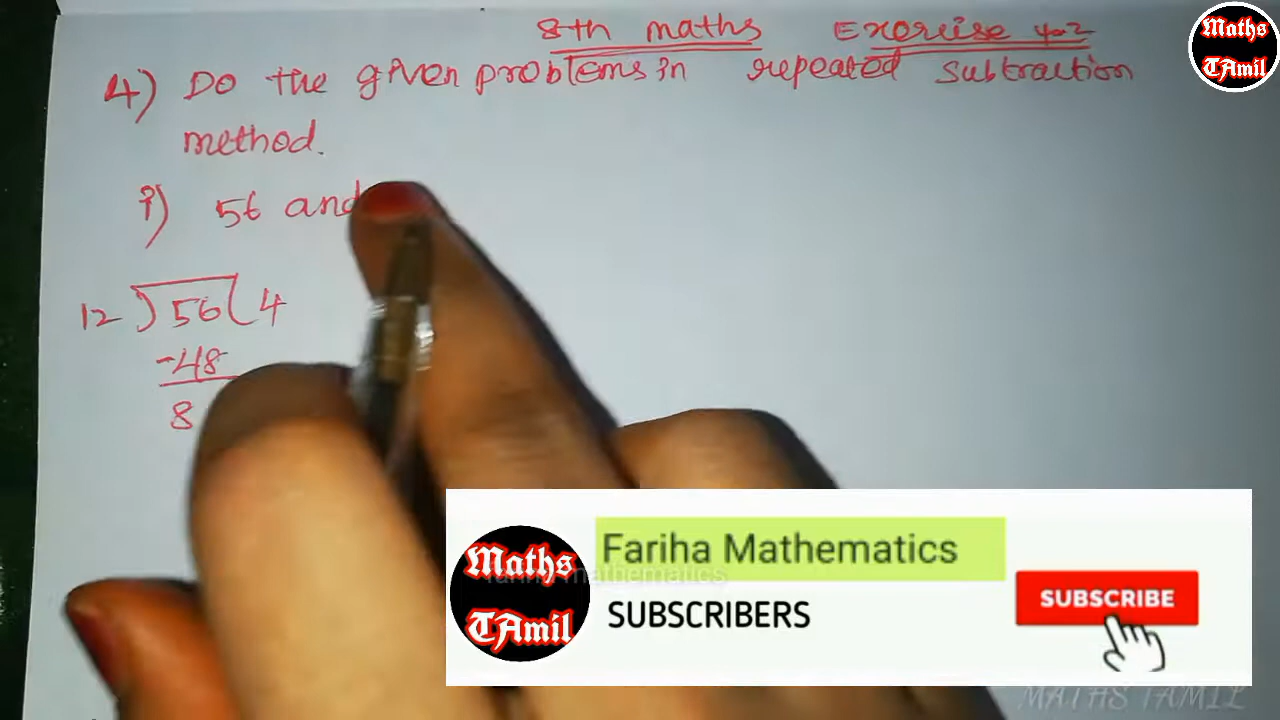 8th maths Exercise 4.2
Maths
TAmil
4) Do the given problems in repeated subtraction
method.
i) 56 and
12 ) 56 ( 4
-48
8
Maths
TAmil
Fariha Mathematics
SUBSCRIBERS
SUBSCRIBE
MATHS TAMIL